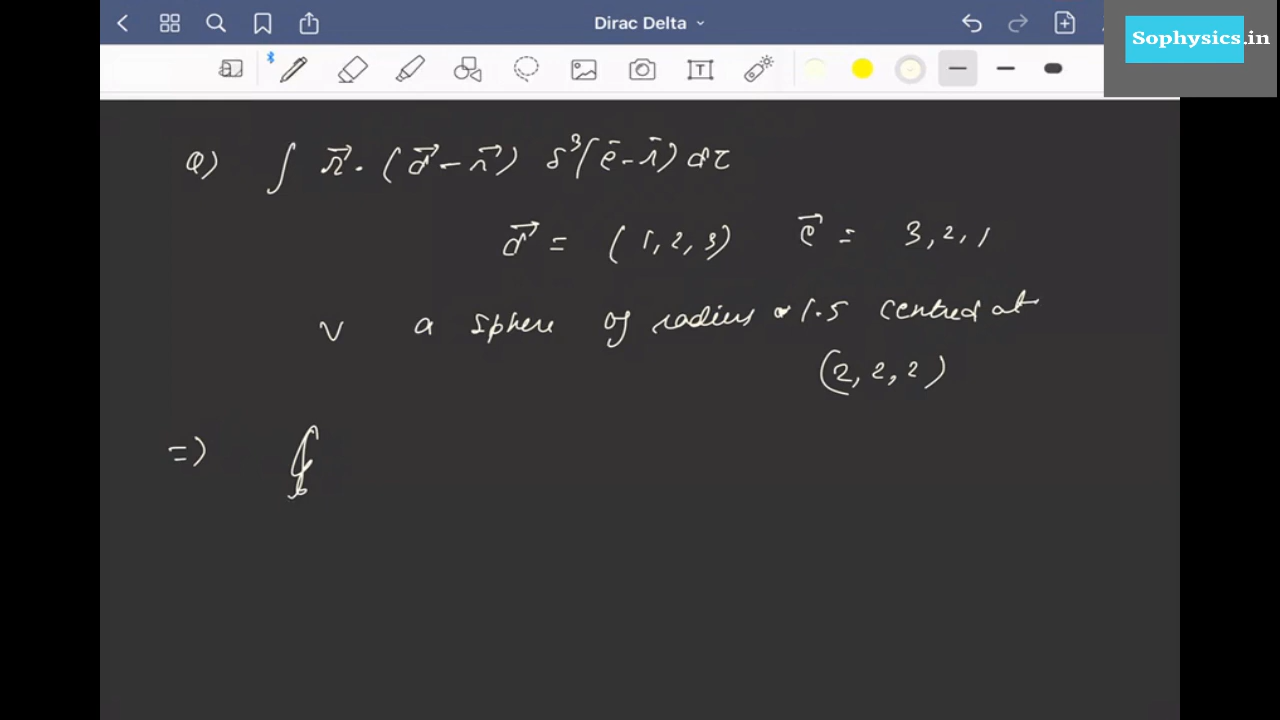 Dirac Delta
Sophysics.in
Q) ∫ r⃗ · (d⃗ - r⃗) δ³(e̅ - r̅) dτ
d⃗ = (1, 2, 3) e⃗ = 3, 2, 1
V a sphere of radius 1.5 centred at
(2, 2, 2)
=> ∫